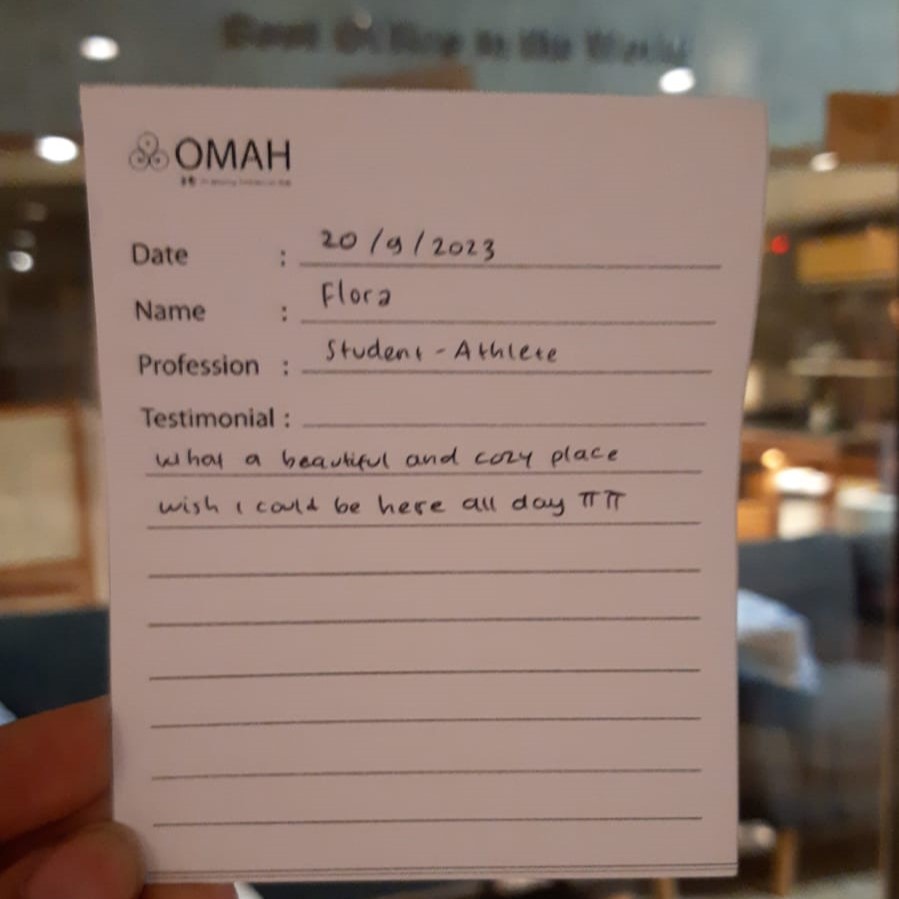 OMAH
Date : 20/9/2023
Name : Flora
Profession : Student - Athlete
Testimonial :
what a beautiful and cozy place
wish i could be here all day ㅠㅠ